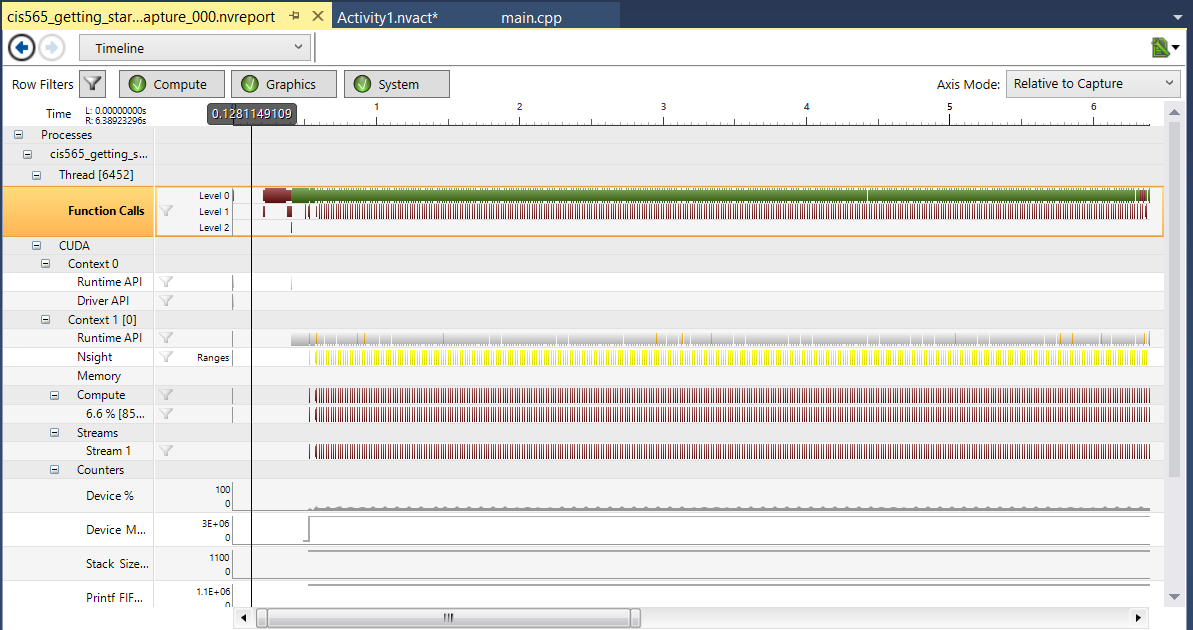 cis565_getting_star...apture_000.nvreport
Activity1.nvact*
main.cpp
Timeline
Row Filters
Compute
Graphics
System
Axis Mode:
Relative to Capture
Time
L: 0.00000000s
R: 6.38923296s
0.1281149109
1 2 3 4 5 6
Processes
cis565_getting_s...
Thread [6452]
Function Calls
Level 0
Level 1
Level 2
CUDA
Context 0
Runtime API
Driver API
Context 1 [0]
Runtime API
Nsight
Ranges
Memory
Compute
6.6 % [85...
Streams
Stream 1
Counters
Device %
100
0
Device M...
3E+06
0
Stack Size...
1100
0
Printf FIF...
1.1E+06
0